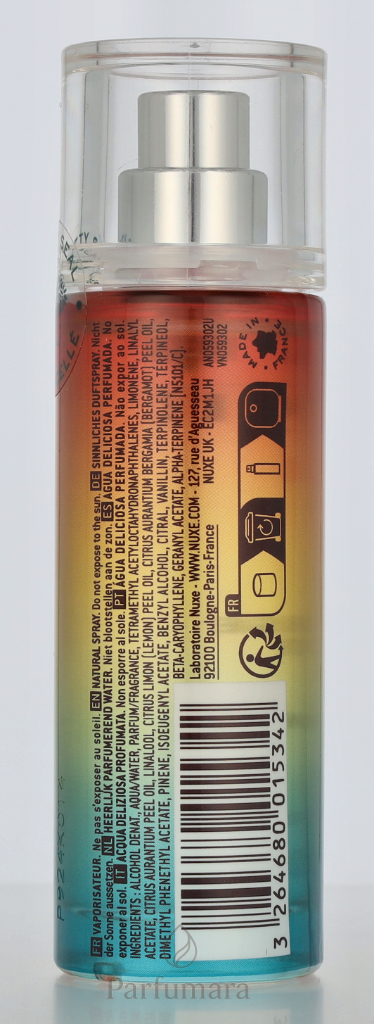 FR VAPORISATEUR. Ne pas s'exposer au soleil. EN NATURAL SPRAY. Do not expose to the sun. DE SINNLICHES DUFTSPRAY. Nicht
der Sonne aussetzen. NL HEERLIJK PARFUMEREND WATER. Niet blootstellen aan de zon. ES AGUA DELICIOSA PERFUMADA. No
exponer al sol. IT ACQUA DELIZIOSA PROFUMATA. Non esporre al sole. PT ÁGUA DELICIOSA PERFUMADA. Não expor ao sol.
INGREDIENTS : ALCOHOL DENAT., AQUA/WATER, PARFUM/FRAGRANCE, TETRAMETHYL ACETYLOCTAHYDRONAPHTHALENES, LIMONENE, LINALYL
ACETATE, CITRUS AURANTIUM PEEL OIL, LINALOOL, CITRUS LIMON (LEMON) PEEL OIL, CITRUS AURANTIUM BERGAMIA (BERGAMOT) PEEL OIL,
DIMETHYL PHENETHYL ACETATE, PINENE, ISOEUGENYL ACETATE, BENZYL ALCOHOL, CITRAL, VANILLIN, TERPINOLENE, TERPINEOL,
BETA-CARYOPHYLLENE, GERANYL ACETATE, ALPHA-TERPINENE [N5101/C].
Laboratoire Nuxe - WWW.NUXE.COM - 127, rue d'Aguesseau
92100 Boulogne-Paris-France
NUXE UK - EC2M1JH
AN059302U
VN059302
MADE IN
FRANCE
FR
3 264680 015342
P924K014
ELLE
Parfumara